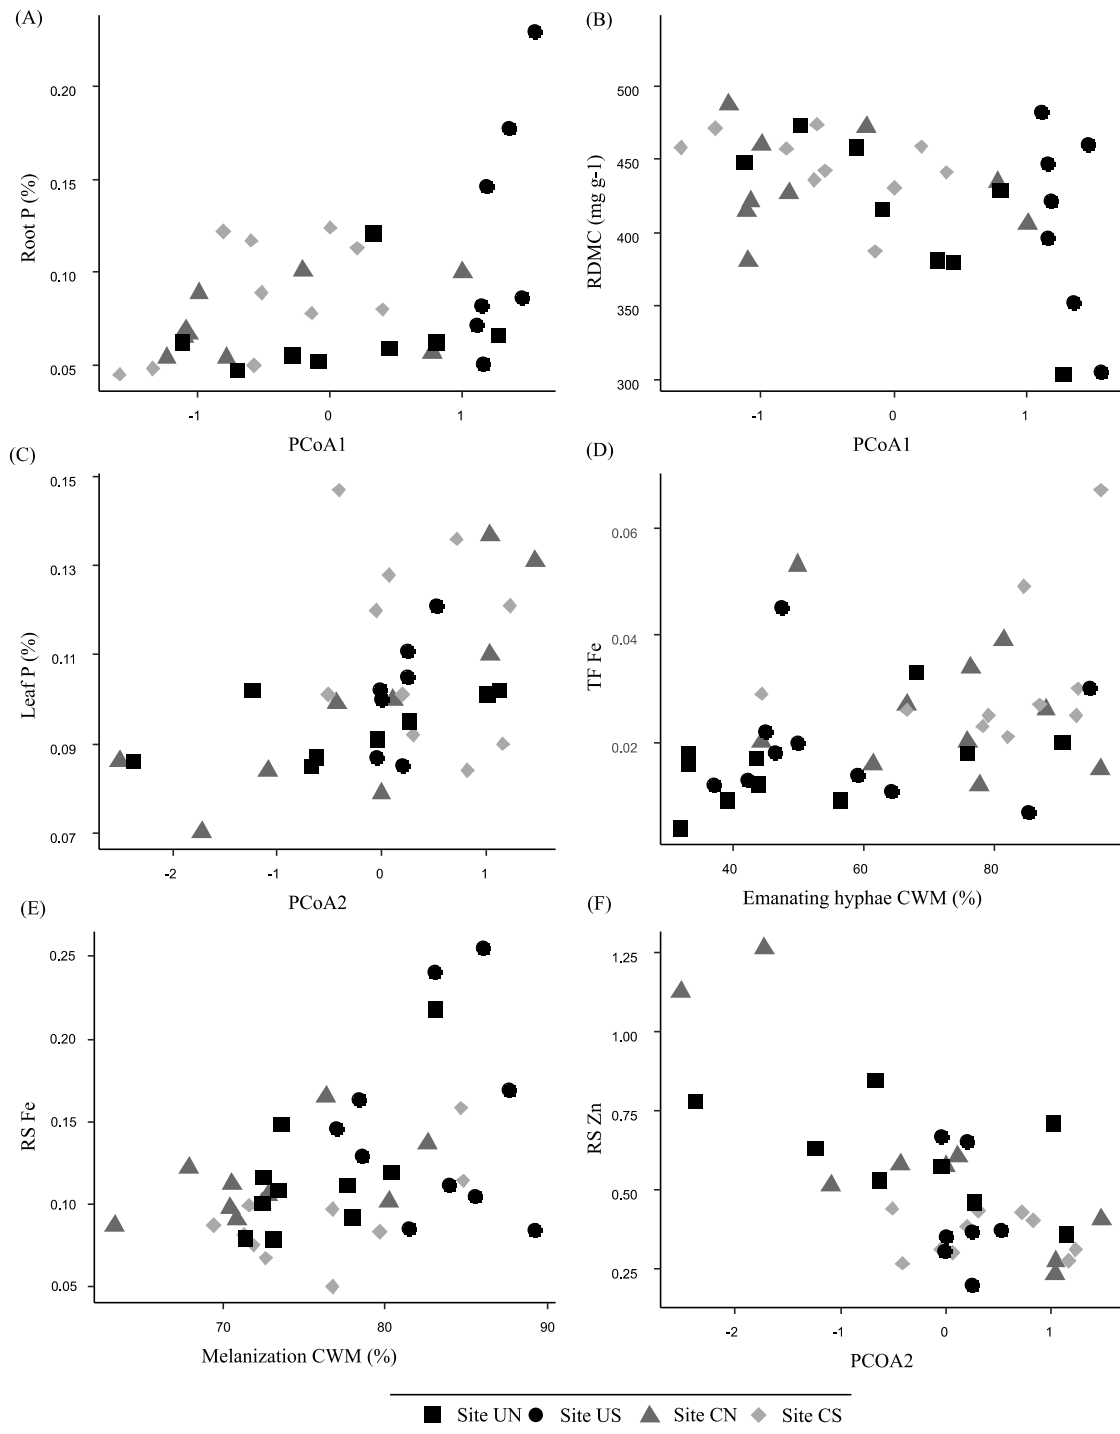 (A)
0.20
0.15
0.10
0.05
Root P (%)
-1
0
1
PCoA1
(B)
500
450
400
350
300
RDMC (mg g-1)
-1
0
1
PCoA1
(C)
0.15
0.13
0.11
0.09
0.07
Leaf P (%)
-2
-1
0
1
PCoA2
(D)
0.06
0.04
0.02
TF Fe
40
60
80
Emanating hyphae CWM (%)
(E)
0.25
0.20
0.15
0.10
0.05
RS Fe
70
80
90
Melanization CWM (%)
(F)
1.25
1.00
0.75
0.50
0.25
RS Zn
-2
-1
0
1
PCOA2
Site UN Site US Site CN Site CS